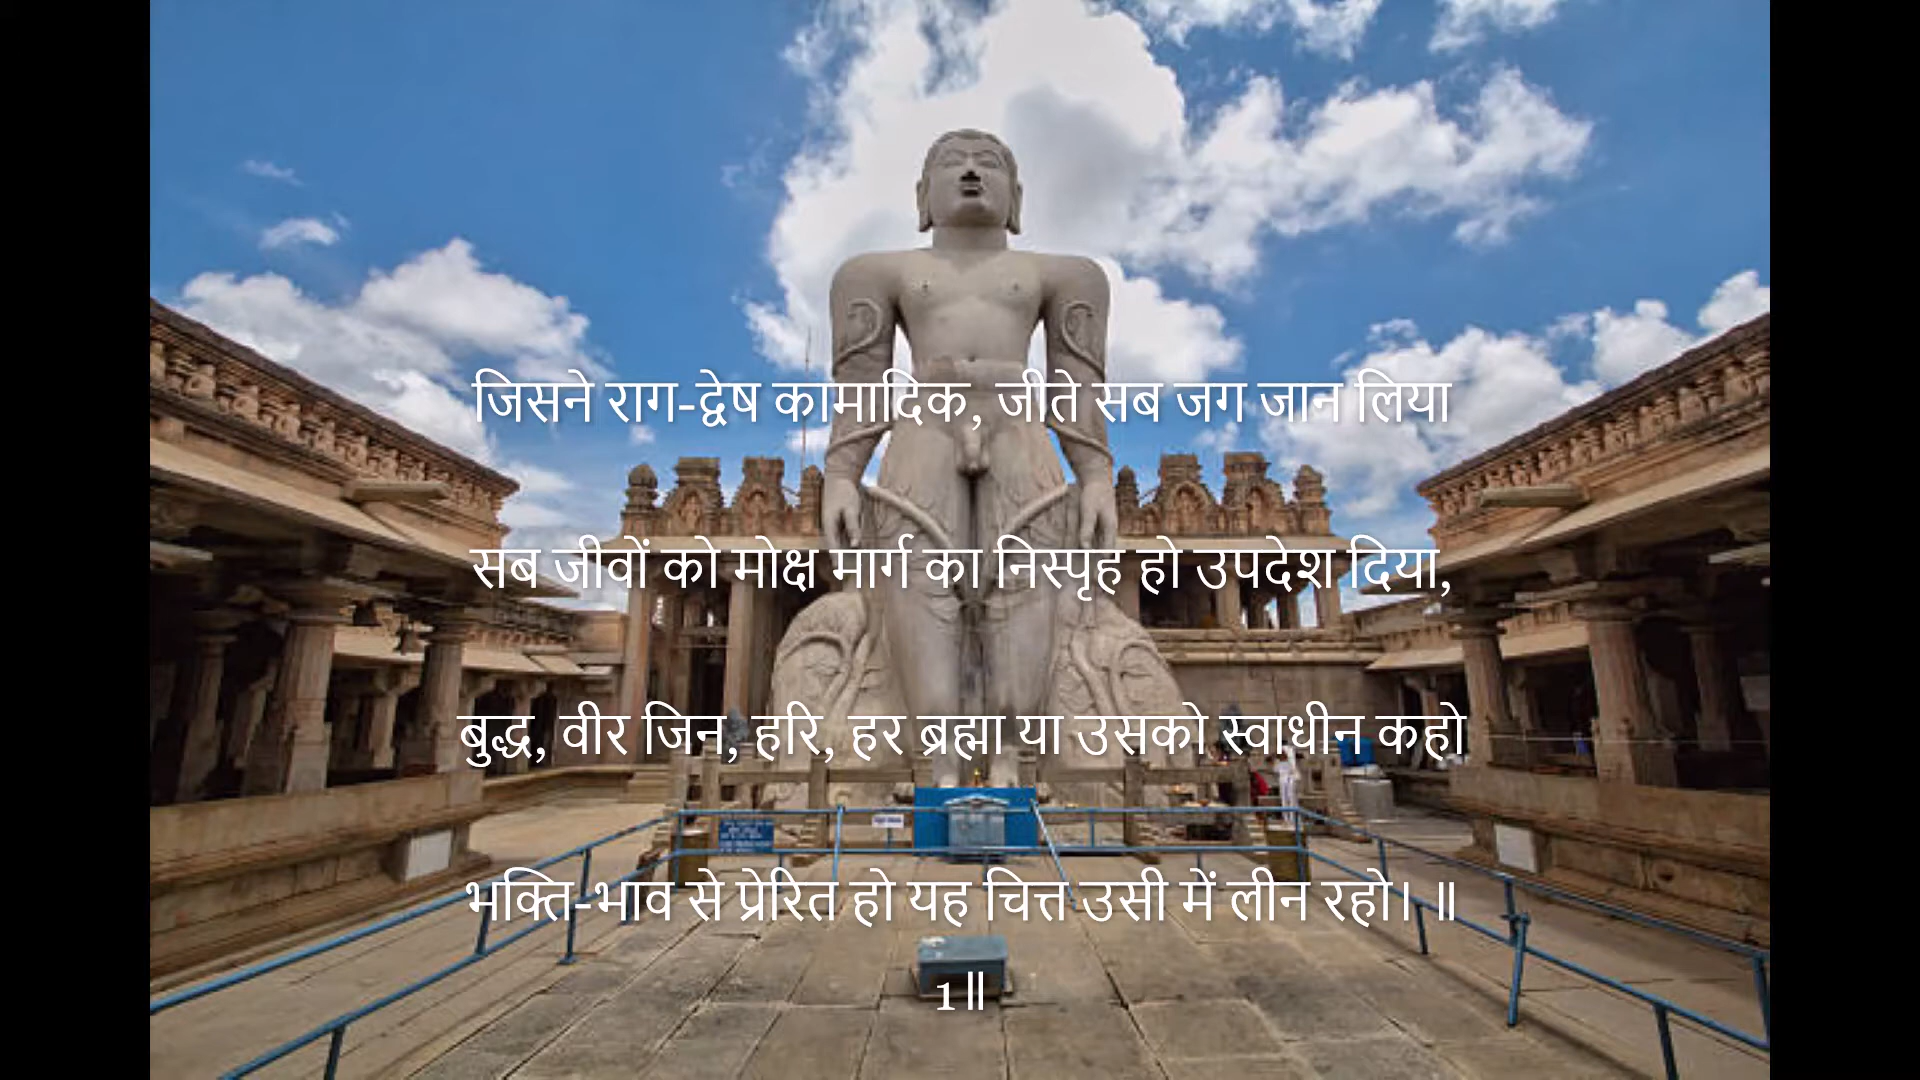 जिसने राग-द्वेष कामादिक, जीते सब जग जान लिया
सब जीवों को मोक्ष मार्ग का निस्पृह हो उपदेश दिया,
बुद्ध, वीर जिन, हरि, हर ब्रह्मा या उसको स्वाधीन कहो
भक्ति-भाव से प्रेरित हो यह चित्त उसी में लीन रहो। ॥
1॥